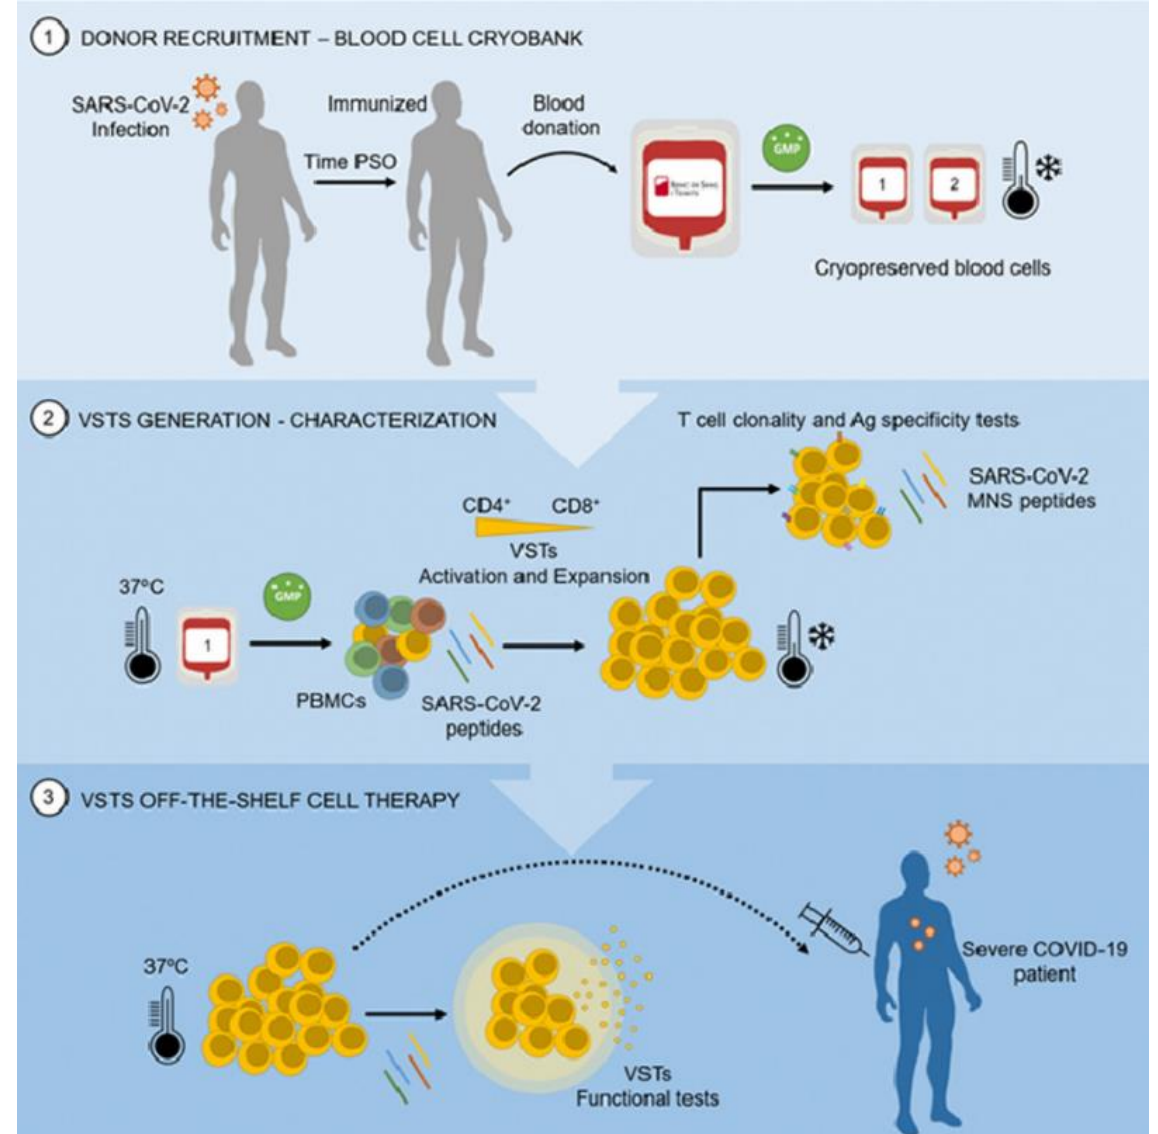 1 DONOR RECRUITMENT – BLOOD CELL CRYOBANK
SARS-CoV-2
Infection
Time PSO
Immunized
Blood
donation
GMP
1
2
Cryopreserved blood cells
2 VSTS GENERATION - CHARACTERIZATION
T cell clonality and Ag specificity tests
SARS-CoV-2
MNS peptides
CD4+ CD8+
VSTs
Activation and Expansion
37ºC
1
GMP
PBMCs
SARS-CoV-2
peptides
3 VSTS OFF-THE-SHELF CELL THERAPY
37ºC
VSTs
Functional tests
Severe COVID-19
patient